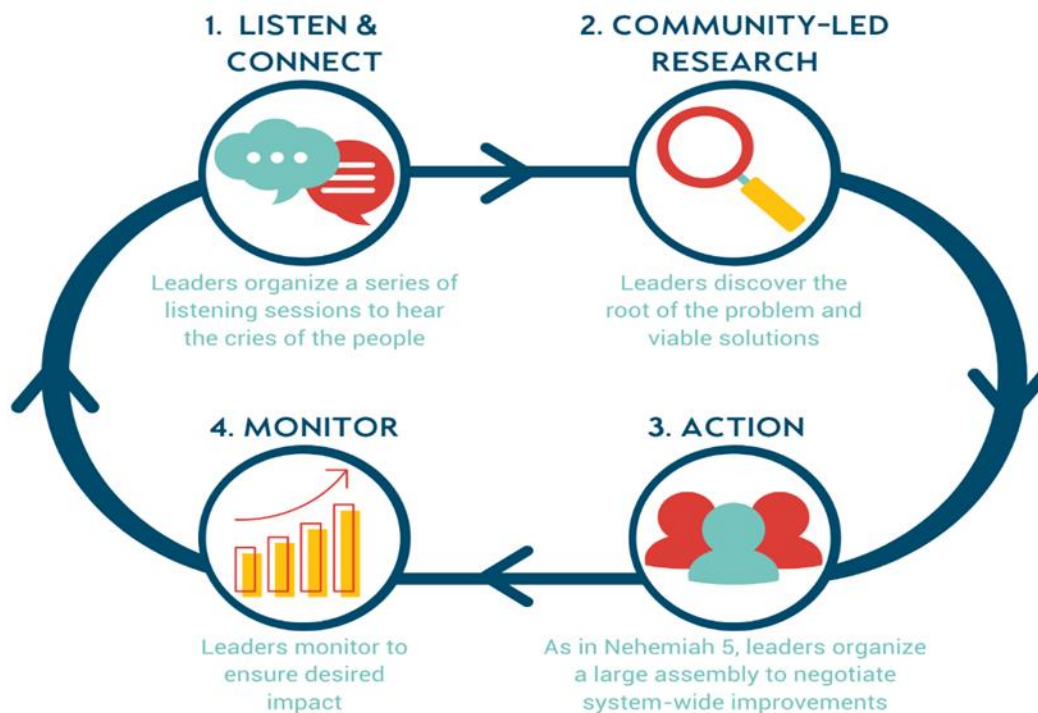 1. LISTEN &
CONNECT
Leaders organize a series of
listening sessions to hear
the cries of the people
2. COMMUNITY-LED
RESEARCH
Leaders discover the
root of the problem and
viable solutions
3. ACTION
As in Nehemiah 5, leaders organize
a large assembly to negotiate
system-wide improvements
4. MONITOR
Leaders monitor to
ensure desired
impact